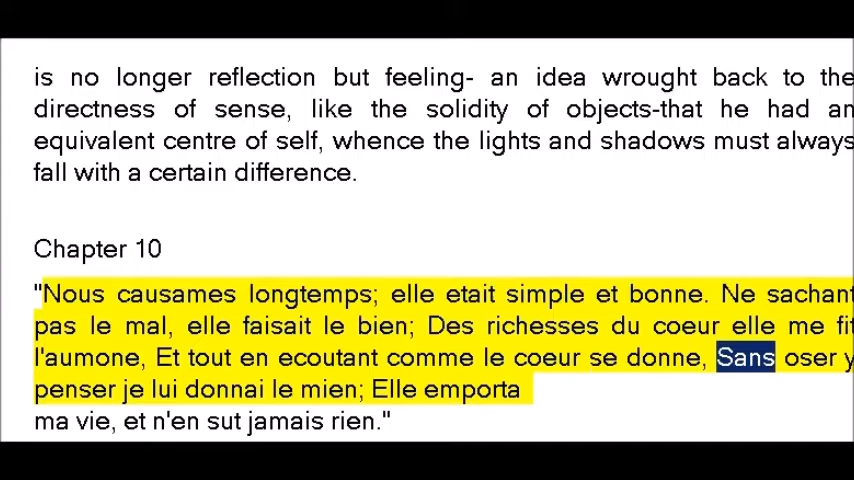 is no longer reflection but feeling- an idea wrought back to the
directness of sense, like the solidity of objects-that he had an
equivalent centre of self, whence the lights and shadows must always
fall with a certain difference.
Chapter 10
"Nous causames longtemps; elle etait simple et bonne. Ne sachant
pas le mal, elle faisait le bien; Des richesses du coeur elle me fit
l'aumone, Et tout en ecoutant comme le coeur se donne, Sans oser y
penser je lui donnai le mien; Elle emporta
ma vie, et n'en sut jamais rien."